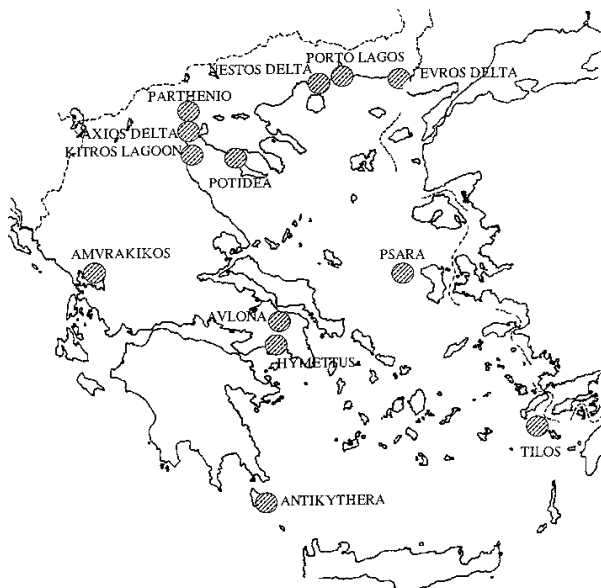 PORTO LAGOS
NESTOS DELTA
EVROS DELTA
PARTHENIO
AXIOS DELTA
KITROS LAGOON
POTIDEA
AMVRAKIKOS
PSARA
AVLONA
HYMETTUS
TILOS
ANTIKYTHERA